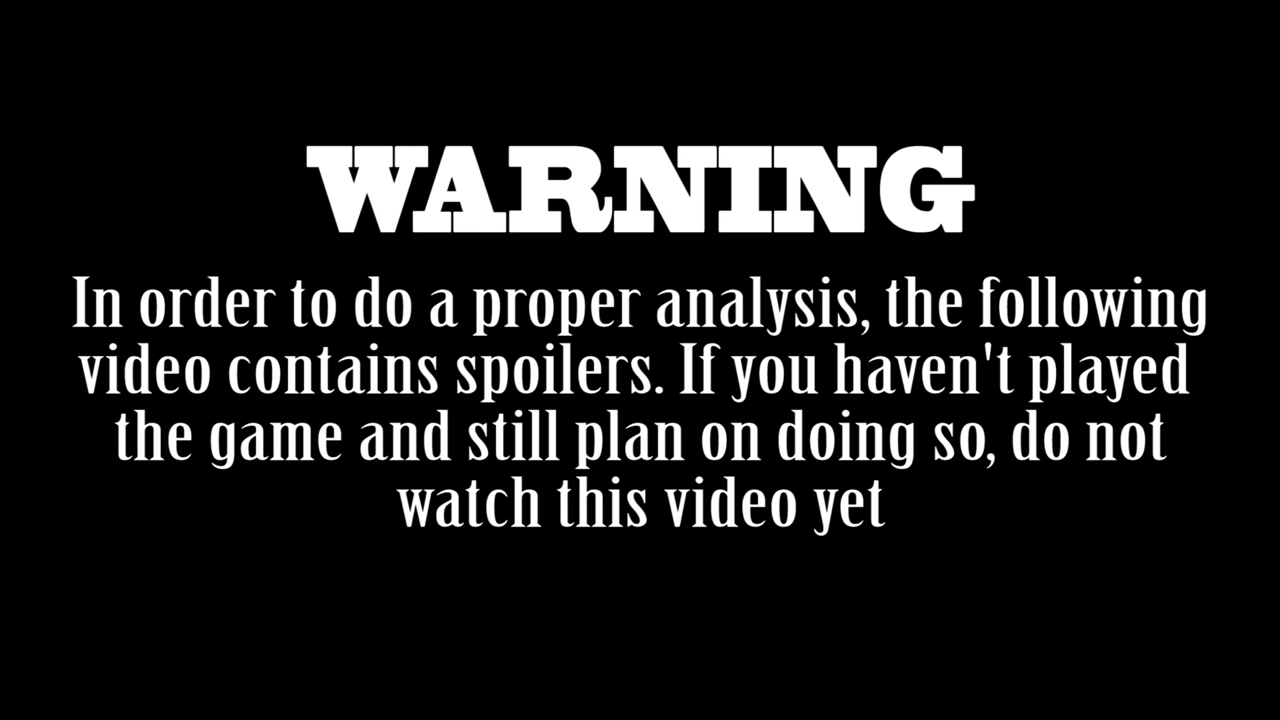 WARNING
In order to do a proper analysis, the following
video contains spoilers. If you haven't played
the game and still plan on doing so, do not
watch this video yet